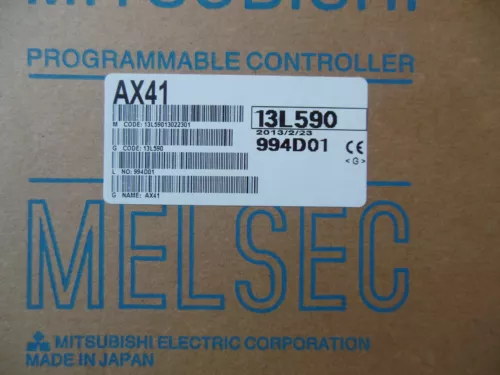 MITSUBISHI
PROGRAMMABLE CONTROLLER
AX41
M CODE: 13L59013022301
13L590
2013/2/23
G CODE: 13L590
994D01
CE
<G>
L NO: 994D01
G NAME: AX41
MELSEC
MITSUBISHI ELECTRIC CORPORATION
MADE IN JAPAN